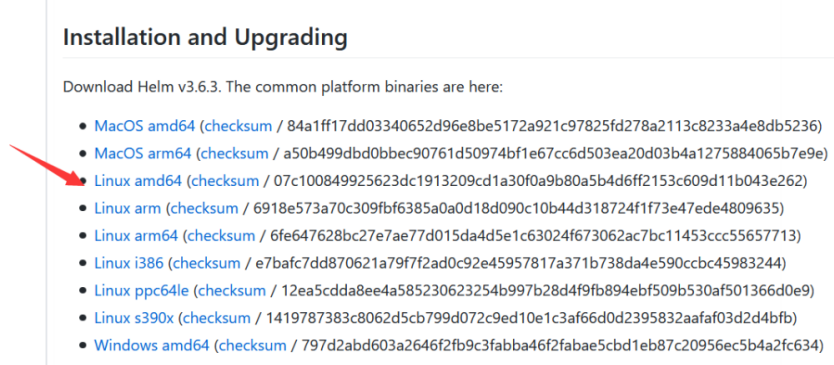 Installation and Upgrading
Download Helm v3.6.3. The common platform binaries are here:
MacOS amd64 (checksum / 84a1ff17dd03340652d96e8be5172a921c97825fd278a2113c8233a4e8db5236)
MacOS arm64 (checksum / a50b499dbd0bbec90761d50974bf1e67cc6d503ea20d03b4a1275884065b7e9e)
Linux amd64 (checksum / 07c100849925623dc1913209cd1a30f0a9b80a5b4d6ff2153c609d11b043e262)
Linux arm (checksum / 6918e573a70c309fbf6385a0a0d18d090c10b44d318724f1f73e47ede4809635)
Linux arm64 (checksum / 6fe647628bc27e7ae77d015da4d5e1c63024f673062ac7bc11453ccc55657713)
Linux i386 (checksum / e7bafc7dd870621a79f7f2ad0c92e45957817a371b738da4e590ccbc45983244)
Linux ppc64le (checksum / 12ea5cdda8ee4a585230623254b997b28d4f9fb894ebf509b530af501366d0e9)
Linux s390x (checksum / 1419787383c8062d5cb799d072c9ed10e1c3af66d0d2395832aafaf03d2d4bfb)
Windows amd64 (checksum / 797d2abd603a2646f2fb9c3fabba46f2fabae5cbd1eb87c20956ec5b4a2fc634)